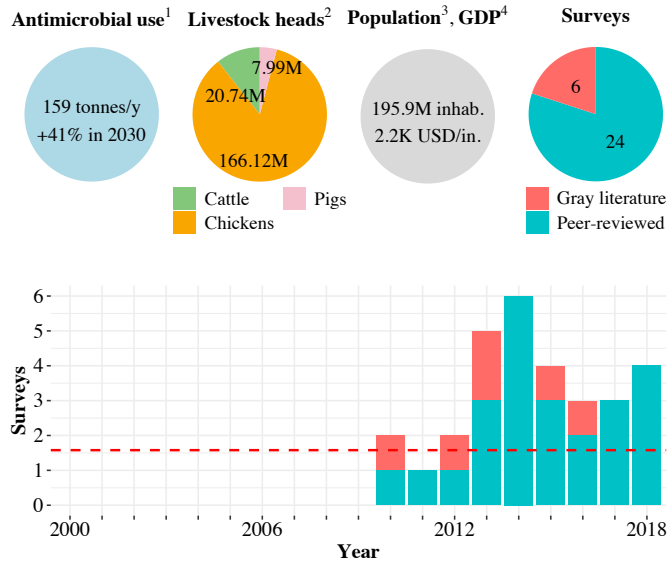 Antimicrobial use1 Livestock heads2 Population3, GDP4 Surveys
159 tonnes/y
+41% in 2030
7.99M
20.74M
166.12M
195.9M inhab.
2.2K USD/in.
6
24
Cattle
Pigs
Chickens
Gray literature
Peer-reviewed
6
5
4
3
2
1
0
Surveys
2000 2006 2012 2018
Year